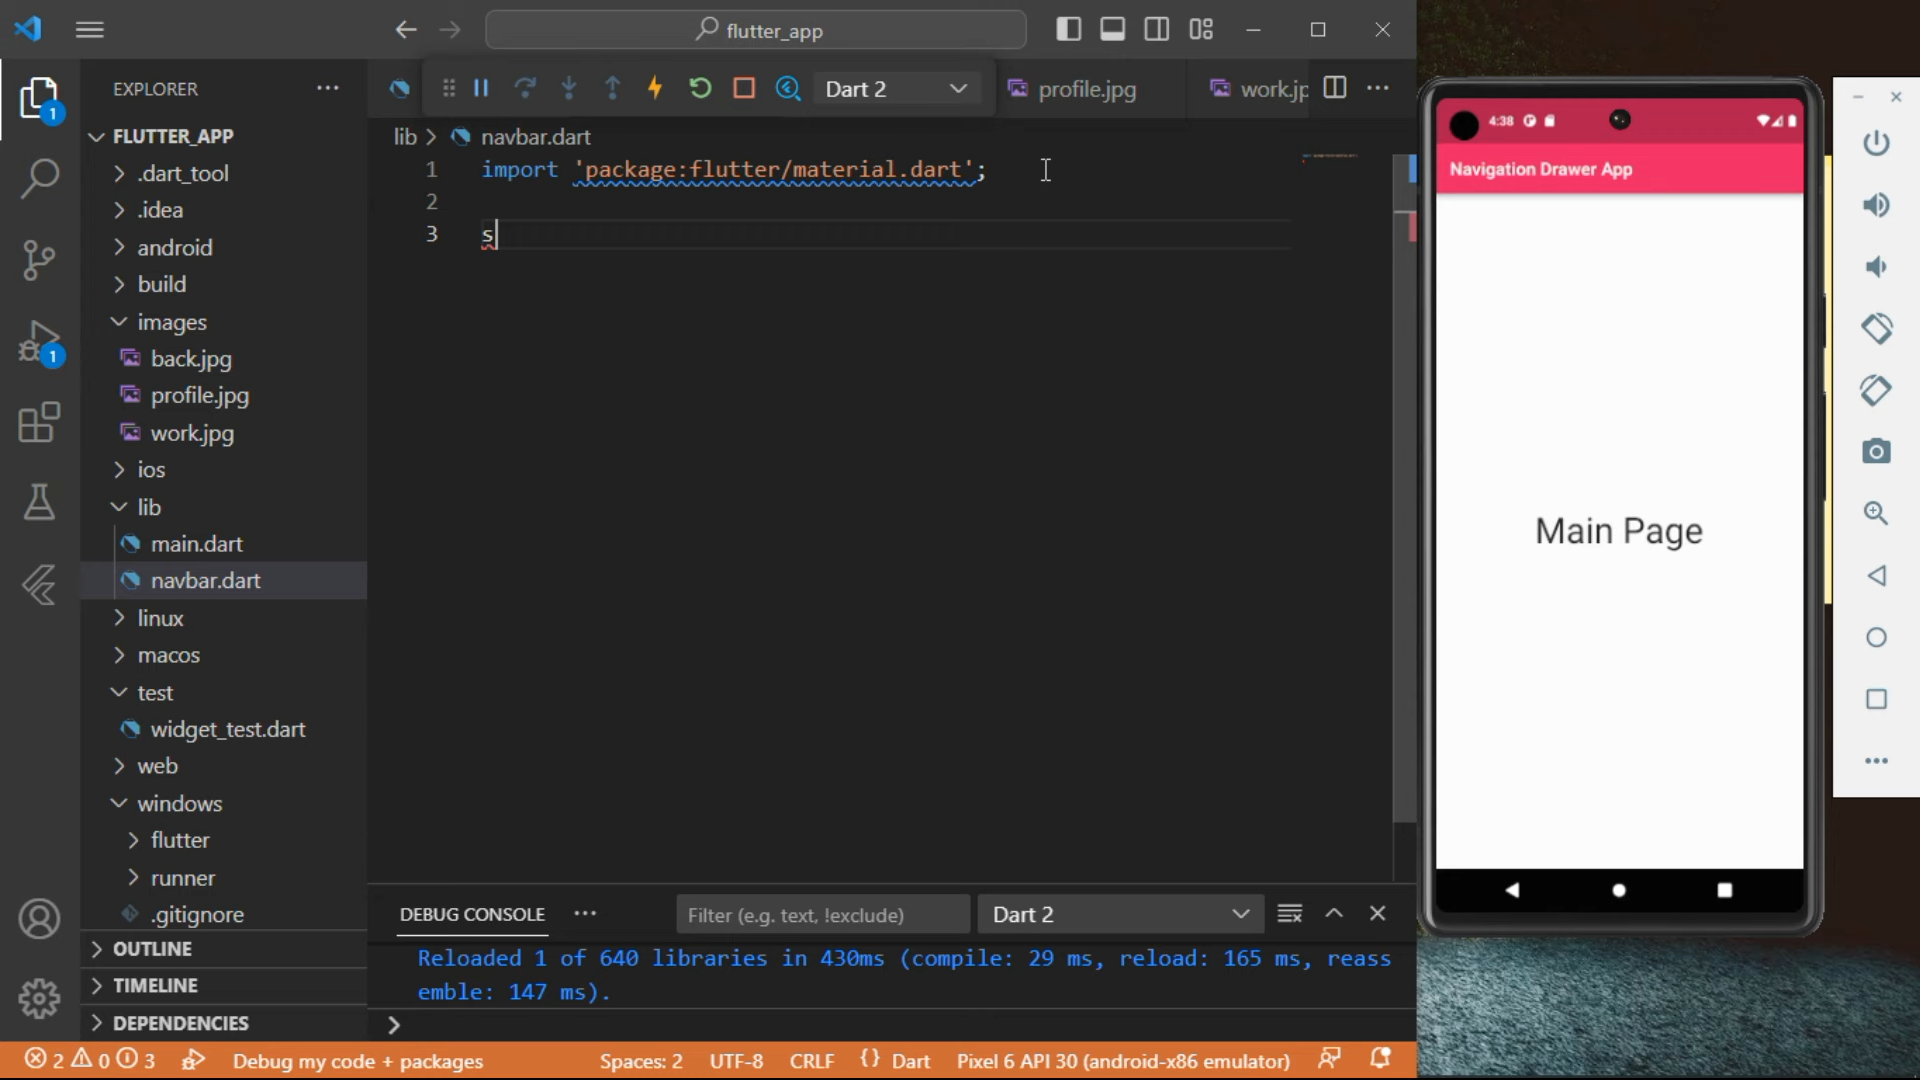 flutter_app
EXPLORER
Dart 2
profile.jpg
work.jp
FLUTTER_APP
.dart_tool
.idea
android
build
images
back.jpg
profile.jpg
work.jpg
ios
lib
main.dart
navbar.dart
linux
macos
test
widget_test.dart
web
windows
flutter
runner
.gitignore
OUTLINE
TIMELINE
DEPENDENCIES
1
1
lib > navbar.dart
1 import 'package:flutter/material.dart';
2
3 s
DEBUG CONSOLE
Filter (e.g. text, !exclude)
Dart 2
Reloaded 1 of 640 libraries in 430ms (compile: 29 ms, reload: 165 ms, reass
emble: 147 ms).
2 0 3 Debug my code + packages Spaces: 2 UTF-8 CRLF {} Dart Pixel 6 API 30 (android-x86 emulator)
4:38
Navigation Drawer App
Main Page